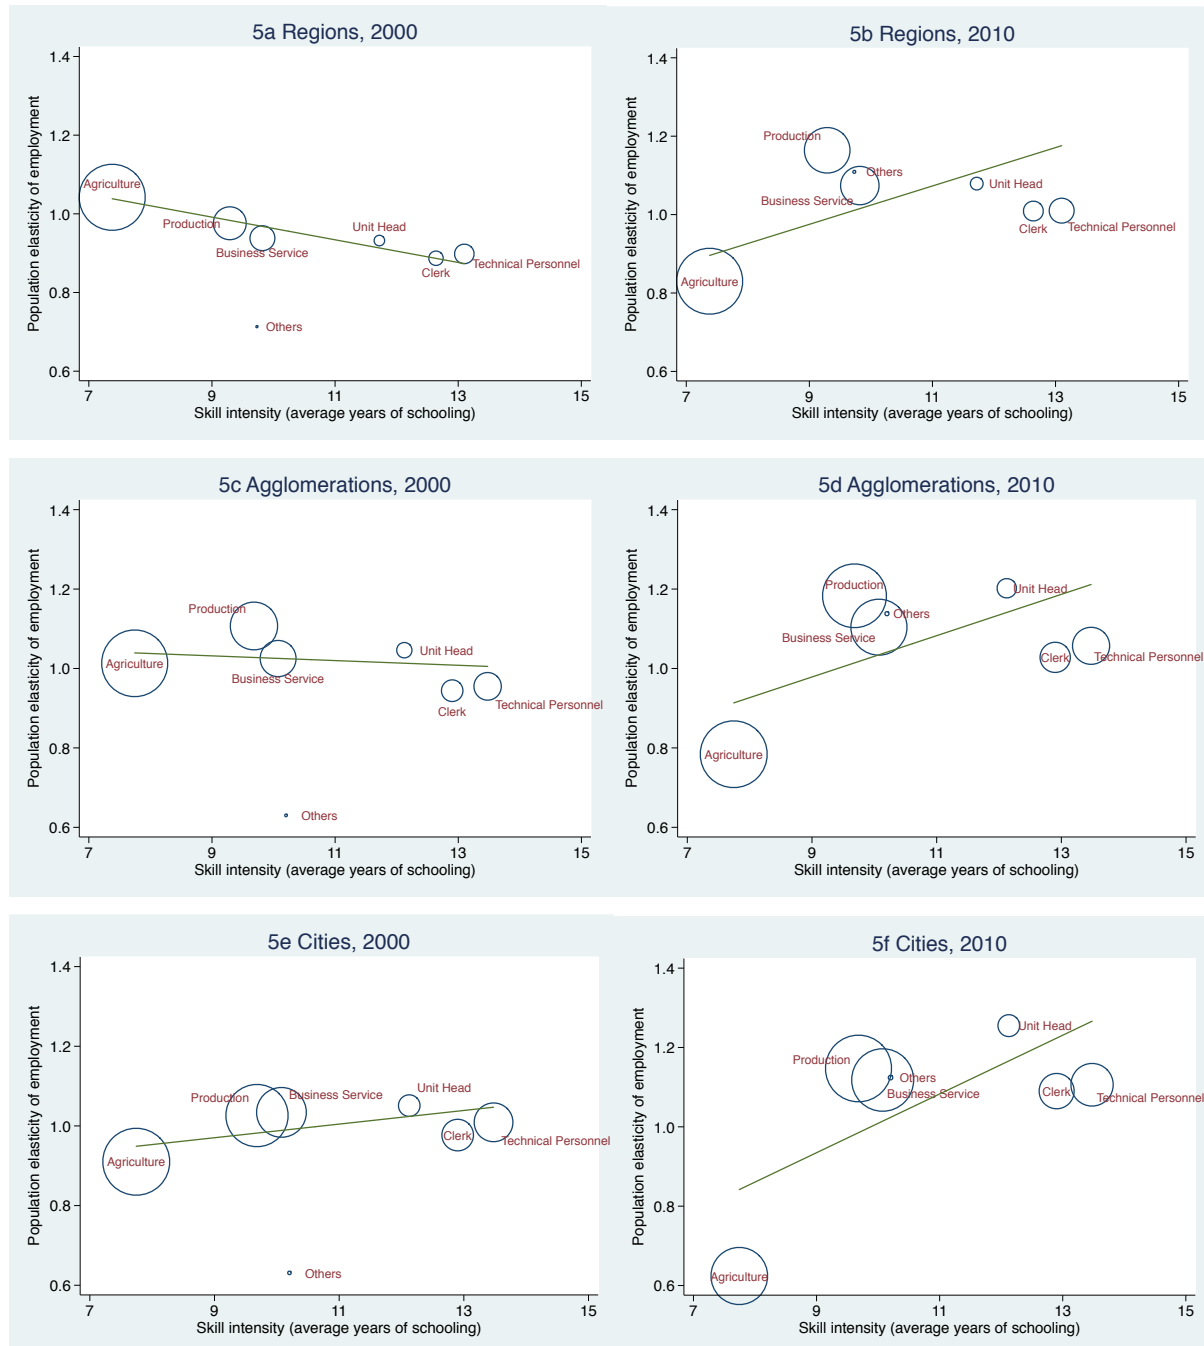 5a Regions, 2000
Population elasticity of employment
1.4
1.2
1.0
0.8
0.6
Agriculture
Production
Business Service
Unit Head
Clerk
Technical Personnel
Others
7 9 11 13 15
Skill intensity (average years of schooling)
5b Regions, 2010
Population elasticity of employment
1.4
1.2
1.0
0.8
0.6
Production
Others
Business Service
Unit Head
Clerk
Technical Personnel
Agriculture
7 9 11 13 15
Skill intensity (average years of schooling)
5c Agglomerations, 2000
Population elasticity of employment
1.4
1.2
1.0
0.8
0.6
Production
Agriculture
Business Service
Unit Head
Clerk
Technical Personnel
Others
7 9 11 13 15
Skill intensity (average years of schooling)
5d Agglomerations, 2010
Population elasticity of employment
1.4
1.2
1.0
0.8
0.6
Production
Others
Business Service
Unit Head
Clerk
Technical Personnel
Agriculture
7 9 11 13 15
Skill intensity (average years of schooling)
5e Cities, 2000
Population elasticity of employment
1.4
1.2
1.0
0.8
0.6
Production
Business Service
Unit Head
Clerk
Technical Personnel
Agriculture
Others
7 9 11 13 15
Skill intensity (average years of schooling)
5f Cities, 2010
Population elasticity of employment
1.4
1.2
1.0
0.8
0.6
Unit Head
Production
Others
Business Service
Clerk
Technical Personnel
Agriculture
7 9 11 13 15
Skill intensity (average years of schooling)